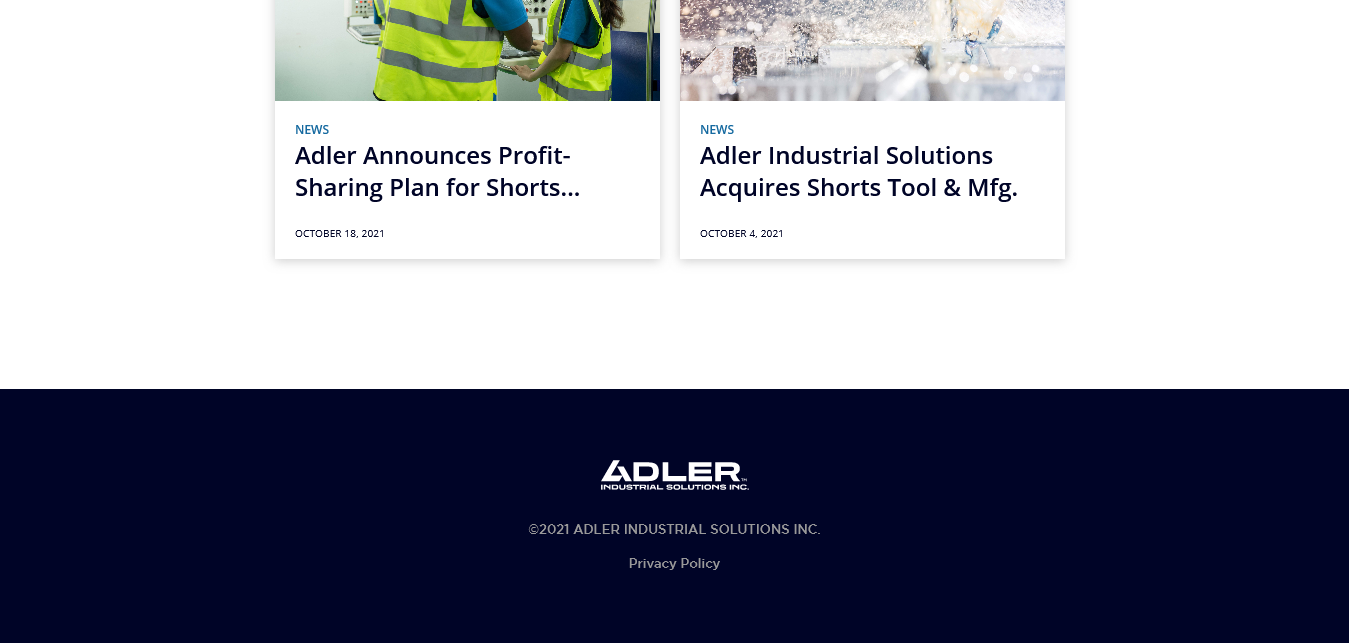 NEWS
Adler Announces Profit-
Sharing Plan for Shorts...
OCTOBER 18, 2021
NEWS
Adler Industrial Solutions
Acquires Shorts Tool & Mfg.
OCTOBER 4, 2021
ADLER™
INDUSTRIAL SOLUTIONS INC.
©2021 ADLER INDUSTRIAL SOLUTIONS INC.
Privacy Policy